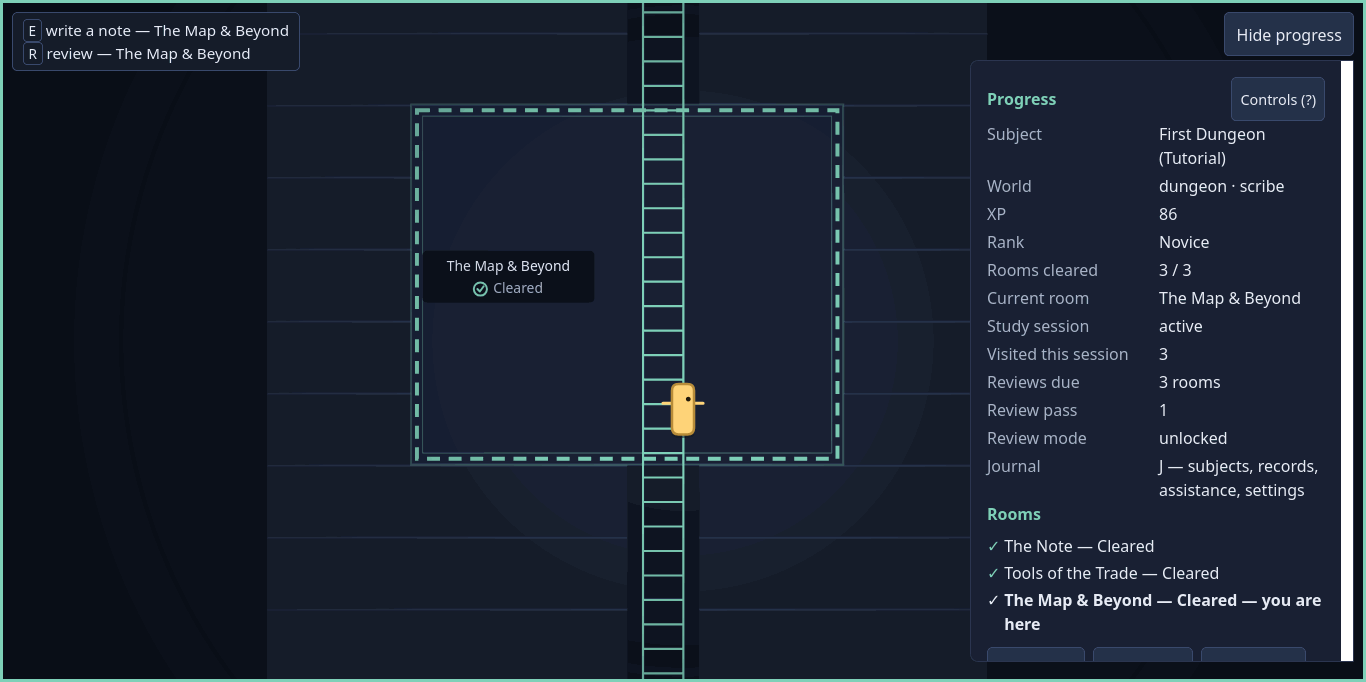 E write a note — The Map & Beyond
R review — The Map & Beyond
Hide progress
Progress
Controls (?)
Subject First Dungeon
(Tutorial)
World dungeon · scribe
XP 86
Rank Novice
Rooms cleared 3 / 3
Current room The Map & Beyond
Study session active
Visited this session 3
Reviews due 3 rooms
Review pass 1
Review mode unlocked
Journal J — subjects, records,
assistance, settings
Rooms
✓ The Note — Cleared
✓ Tools of the Trade — Cleared
✓ The Map & Beyond — Cleared — you are
here
The Map & Beyond
Cleared